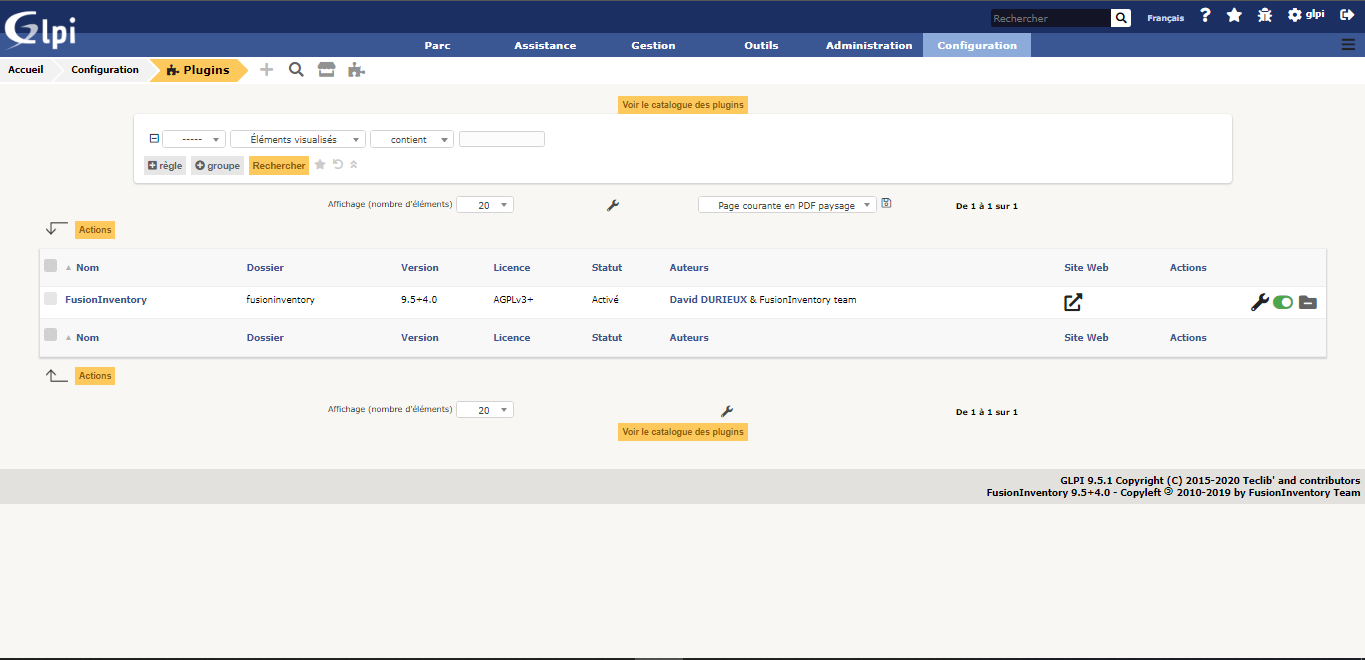 Glpi
Rechercher Français ? glpi
Parc Assistance Gestion Outils Administration Configuration
Accueil Configuration Plugins
Voir le catalogue des plugins
----- Éléments visualisés contient
règle groupe Rechercher
Affichage (nombre d'éléments) 20 Page courante en PDF paysage De 1 à 1 sur 1
Actions
Nom Dossier Version Licence Statut Auteurs Site Web Actions
FusionInventory fusioninventory 9.5+4.0 AGPLv3+ Activé David DURIEUX & FusionInventory team
Nom Dossier Version Licence Statut Auteurs Site Web Actions
Actions
Affichage (nombre d'éléments) 20 De 1 à 1 sur 1
Voir le catalogue des plugins
GLPI 9.5.1 Copyright (C) 2015-2020 Teclib' and contributors
FusionInventory 9.5+4.0 - Copyleft 🄯 2010-2019 by FusionInventory Team